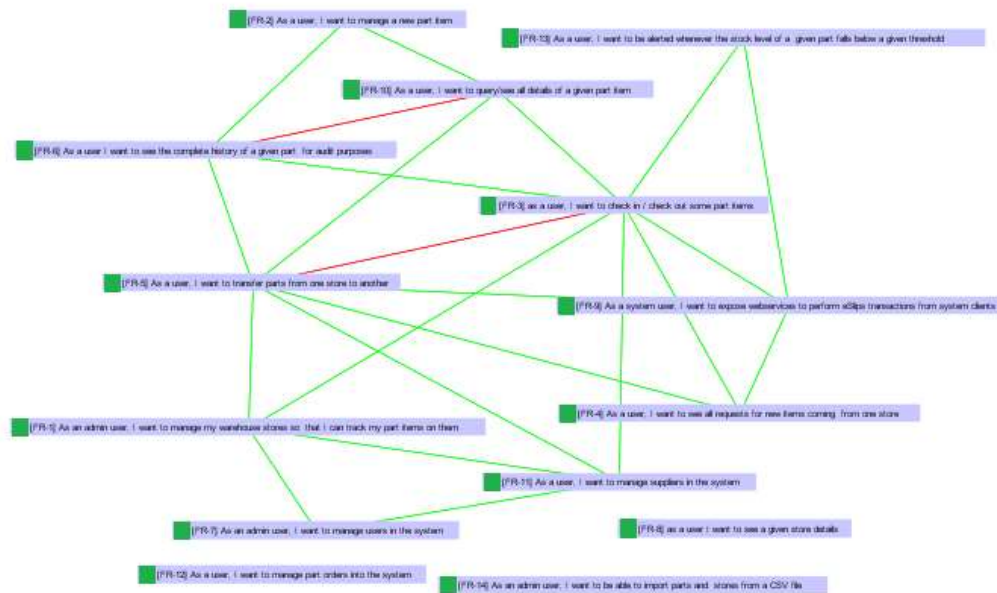 [FR-2] As a user, I want to manage a new part item
[FR-13] As a user, I want to be alerted whenever the stock level of a given part falls below a given threshold
[FR-10] As a user, I want to query/see all details of a given part item
[FR-6] As a user I want to see the complete history of a given part for audit purposes
[FR-3] as a user, I want to check in / check out some part items
[FR-5] As a user, I want to transfer parts from one store to another
[FR-9] As a system user, I want to expose webservices to perform eSlips transactions from system clients
[FR-4] As a user, I want to see all requests for new items coming from one store
[FR-1] As an admin user, I want to manage my warehouse stores so that I can track my part items on them
[FR-11] As a user, I want to manage suppliers in the system
[FR-7] As an admin user, I want to manage users in the system
[FR-8] as a user I want to see a given store details
[FR-12] As a user, I want to manage part orders into the system
[FR-14] As an admin user, I want to be able to import parts and stores from a CSV file